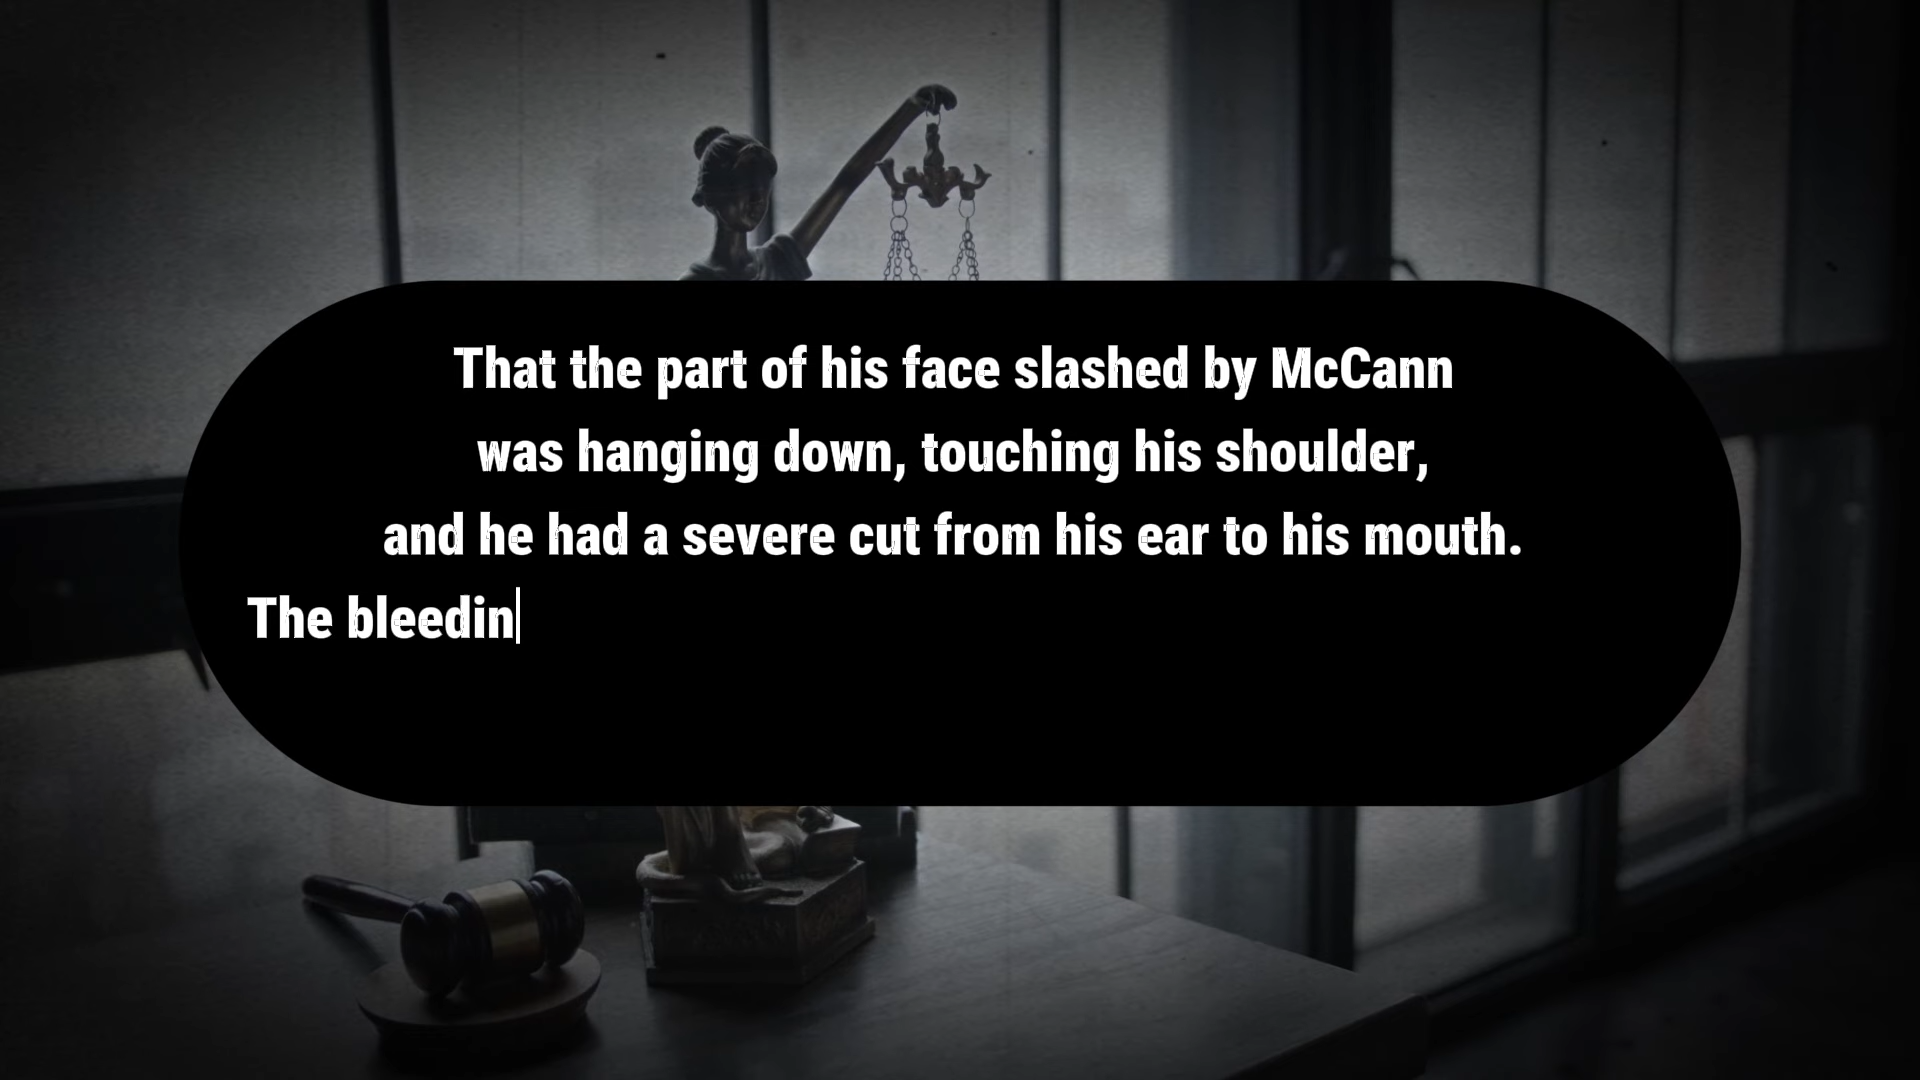 That the part of his face slashed by McCann
was hanging down, touching his shoulder,
and he had a severe cut from his ear to his mouth.
The bleedin